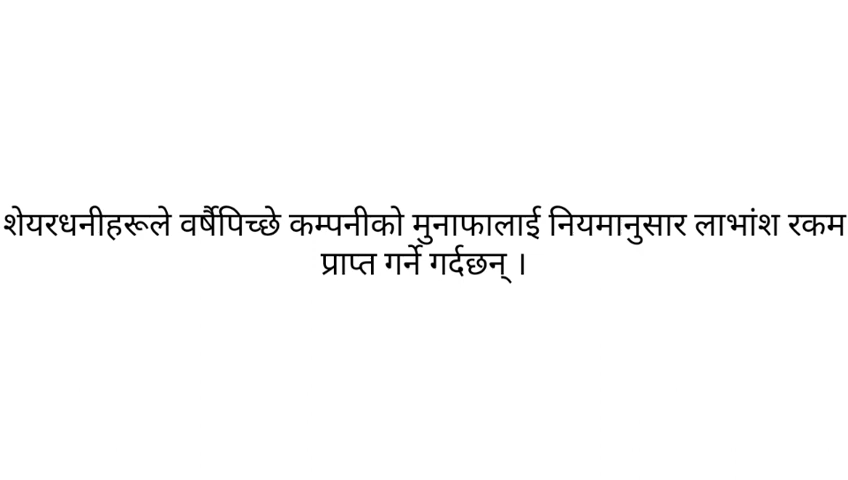 शेयरधनीहरूले वर्षैपिच्छे कम्पनीको मुनाफालाई नियमानुसार लाभांश रकम
प्राप्त गर्ने गर्दछन् ।